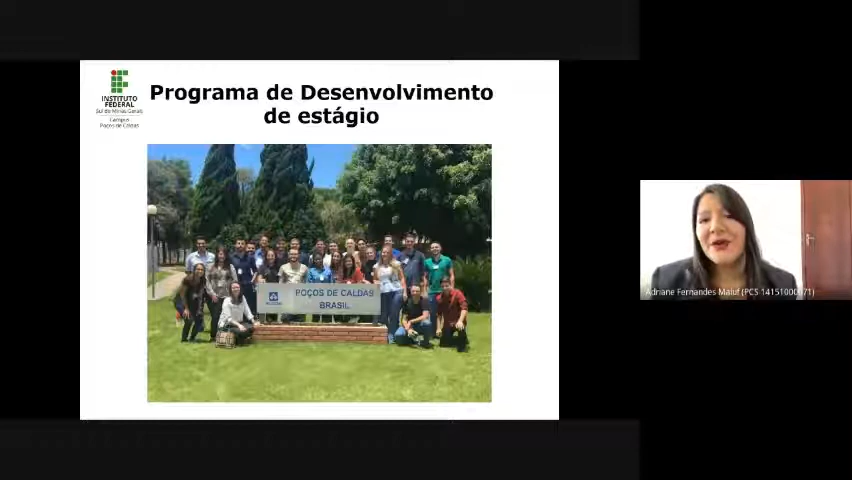 INSTITUTO
FEDERAL
Sul de Minas Gerais
Campus
Poços de Caldas
Programa de Desenvolvimento
de estágio
POÇOS DE CALDAS
BRASIL
Adriane Fernandes Maluf (PCS 14151000071)